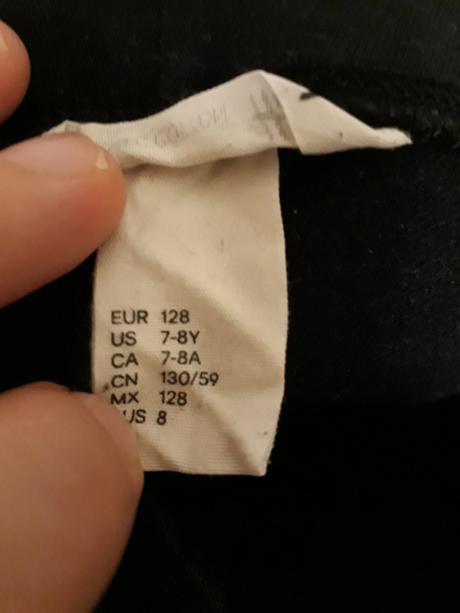 EUR 128
US 7-8Y
CA 7-8A
CN 130/59
MX 128
US 8